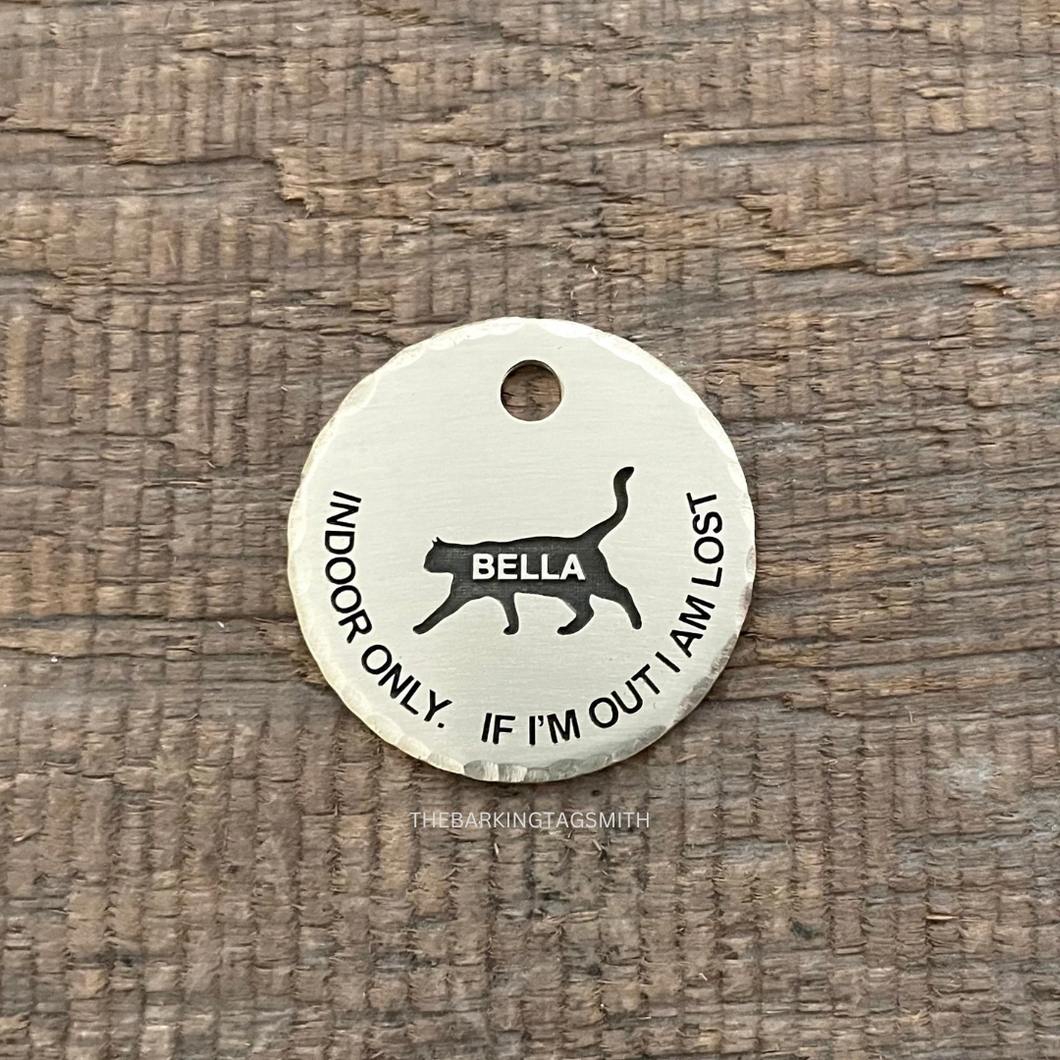 BELLA
INDOOR ONLY. IF I'M OUT I AM LOST
THEBARKINGTAGSMITH